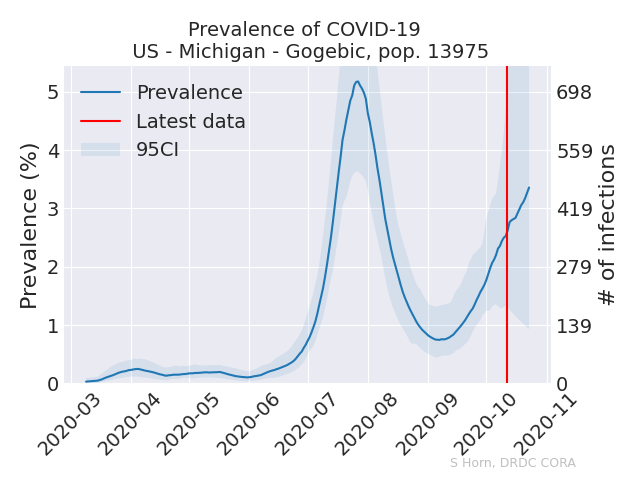 Prevalence of COVID-19
US - Michigan - Gogebic, pop. 13975
Prevalence
Latest data
95CI
Prevalence (%)
5
4
3
2
1
0
698
559
419
279
139
0
# of infections
2020-03
2020-04
2020-05
2020-06
2020-07
2020-08
2020-09
2020-10
2020-11
S Horn, DRDC CORA